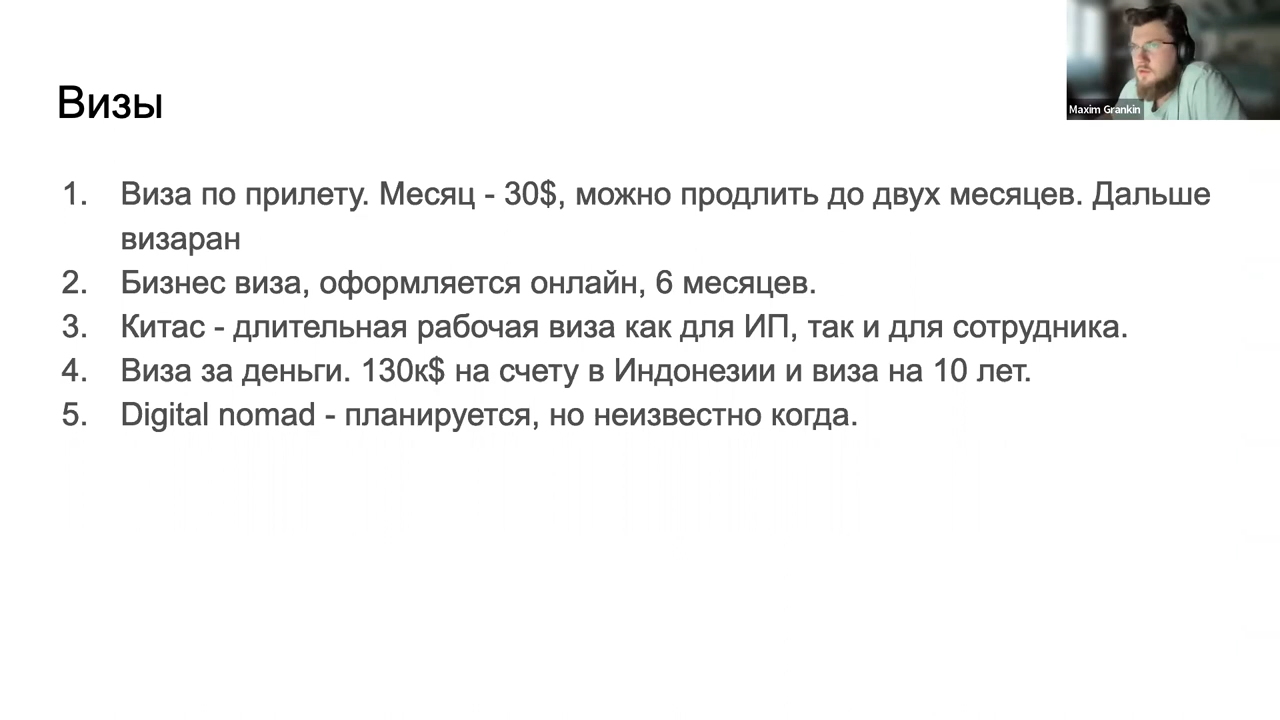 Визы
Maxim Grankin
1. Виза по прилету. Месяц - 30$, можно продлить до двух месяцев. Дальше
визаран
2. Бизнес виза, оформляется онлайн, 6 месяцев.
3. Китас - длительная рабочая виза как для ИП, так и для сотрудника.
4. Виза за деньги. 130к$ на счету в Индонезии и виза на 10 лет.
5. Digital nomad - планируется, но неизвестно когда.